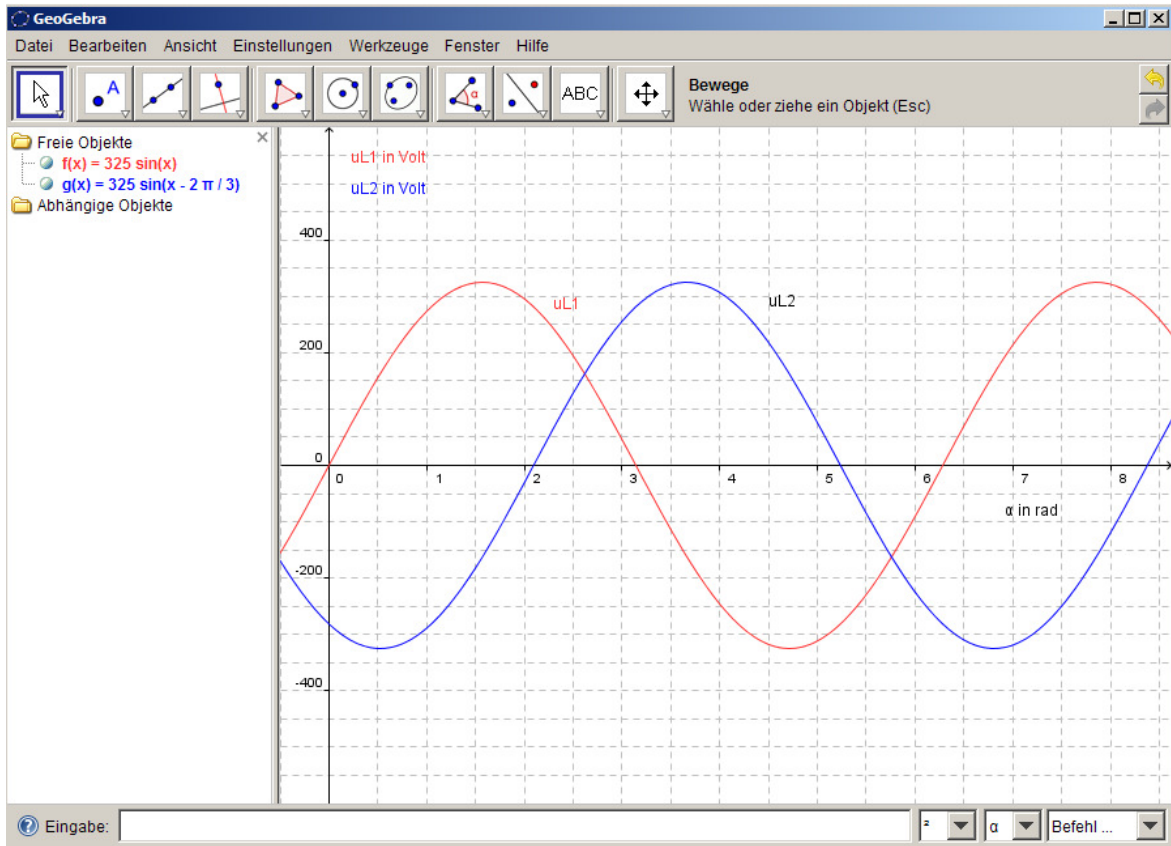 GeoGebra
Datei Bearbeiten Ansicht Einstellungen Werkzeuge Fenster Hilfe
A
α
ABC
Bewege
Wähle oder ziehe ein Objekt (Esc)
Freie Objekte
f(x) = 325 sin(x)
g(x) = 325 sin(x - 2 π / 3)
Abhängige Objekte
uL1 in Volt
uL2 in Volt
400
uL1
uL2
200
0
0 1 2 3 4 5 6 7 8
α in rad
-200
-400
Eingabe:
²
α
Befehl ...